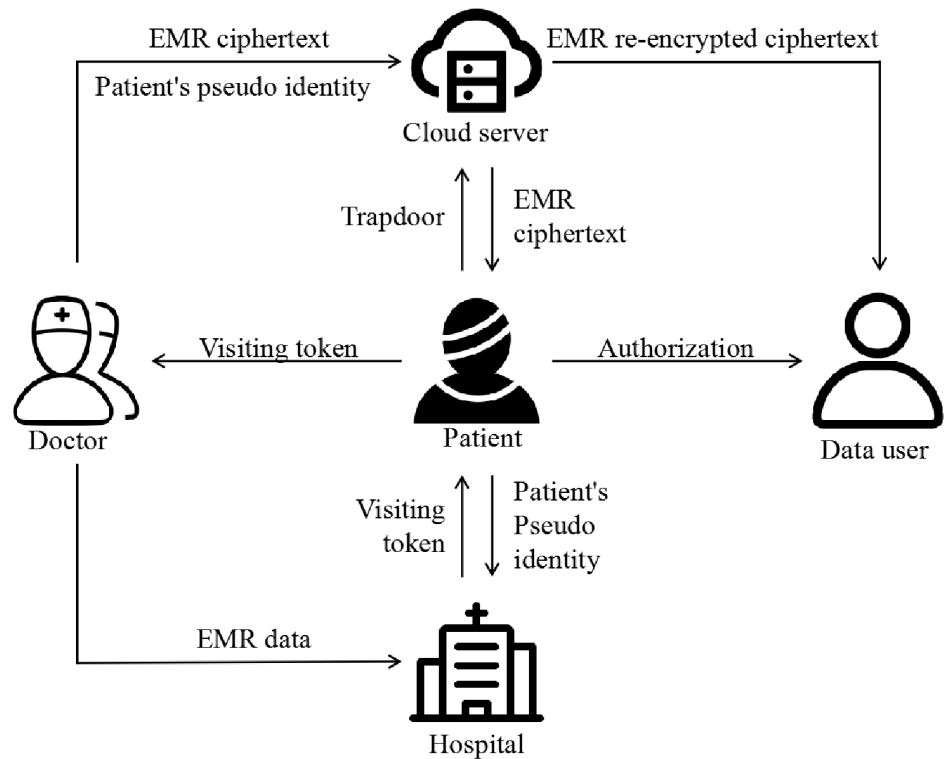 EMR ciphertext
Patient's pseudo identity
EMR re-encrypted ciphertext
Cloud server
Trapdoor
EMR
ciphertext
Visiting token
Authorization
Doctor
Patient
Data user
Visiting
token
Patient's
Pseudo
identity
EMR data
Hospital